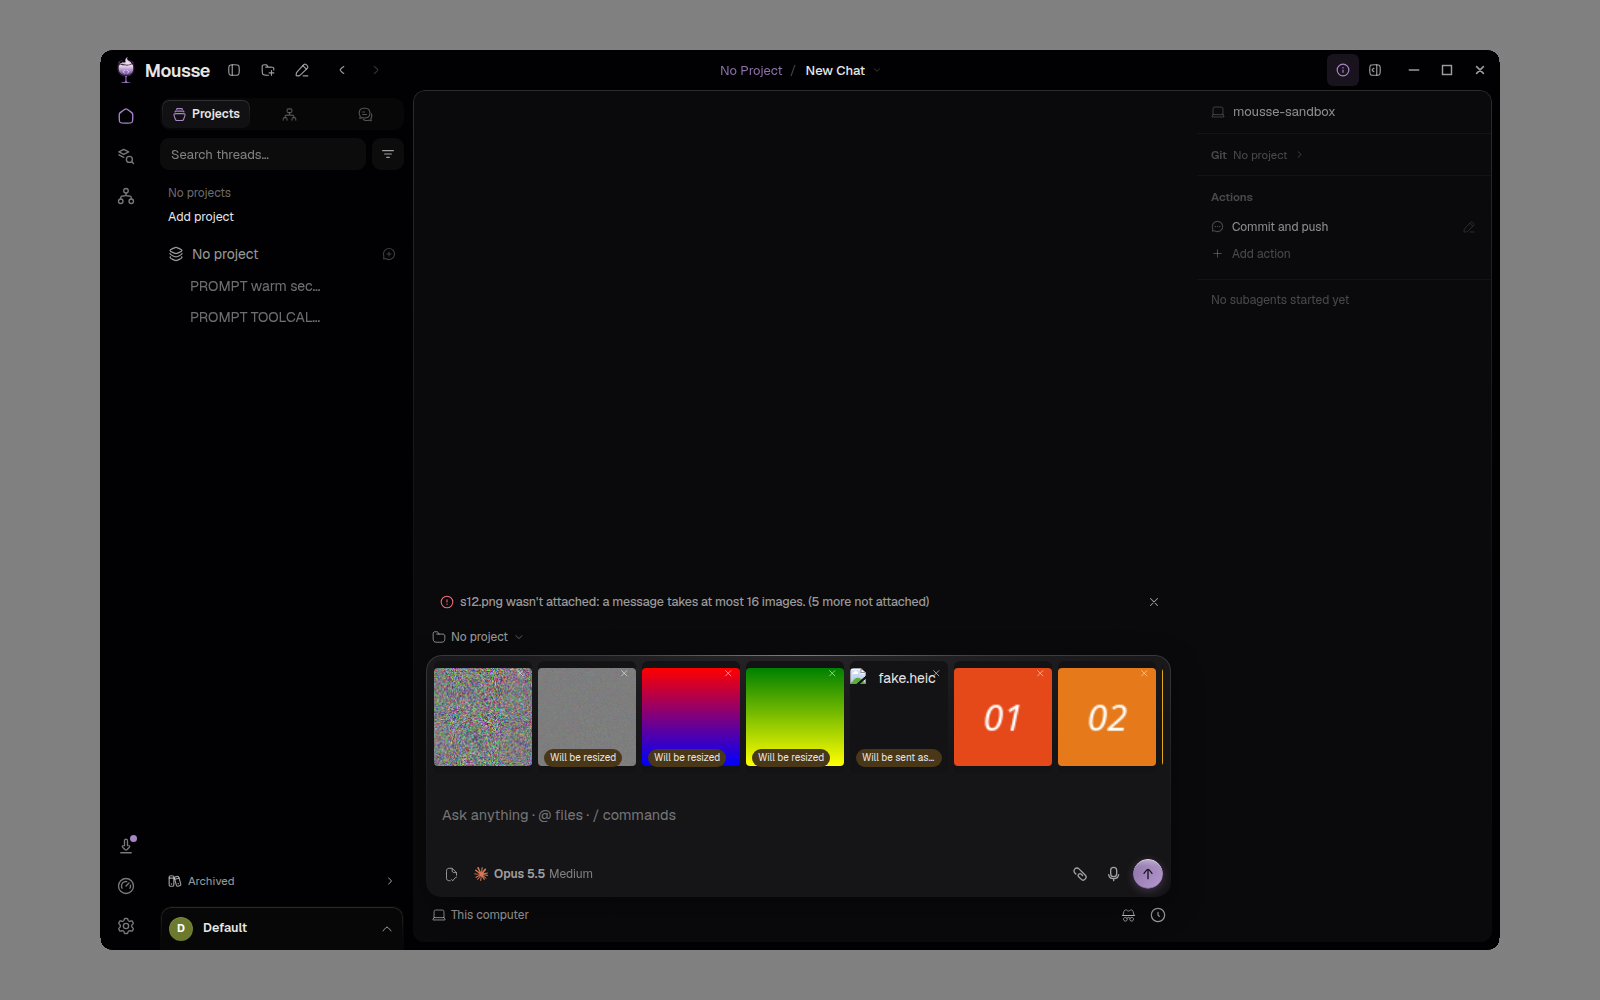 Mousse
No Project / New Chat
Projects
Search threads...
No projects
Add project
No project
PROMPT warm sec...
PROMPT TOOLCAL...
Archived
D Default
s12.png wasn't attached: a message takes at most 16 images. (5 more not attached)
No project
fake.heic
01
02
Will be resized
Will be resized
Will be resized
Will be sent as...
Ask anything · @ files · / commands
Opus 5.5 Medium
This computer
mousse-sandbox
Git No project
Actions
Commit and push
Add action
No subagents started yet